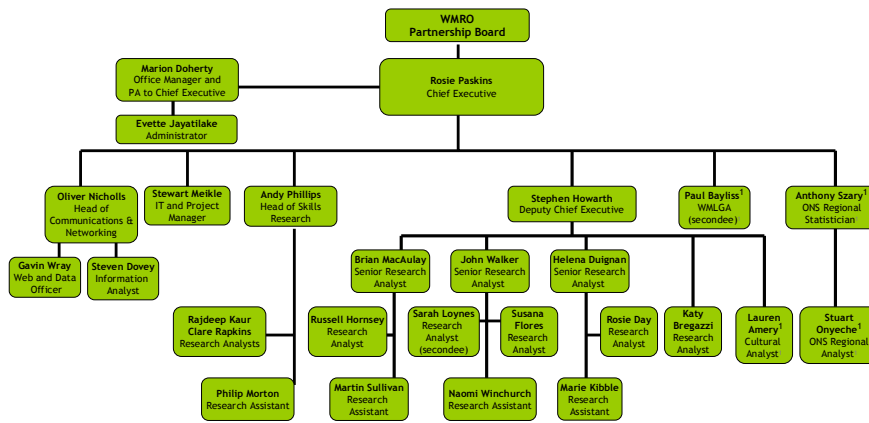 WMRO
Partnership Board
Marion Doherty
Office Manager and
PA to Chief Executive
Rosie Paskins
Chief Executive
Evette Jayatilake
Administrator
Oliver Nicholls
Head of
Communications &
Networking
Stewart Meikle
IT and Project
Manager
Andy Phillips
Head of Skills
Research
Stephen Howarth
Deputy Chief Executive
Paul Bayliss¹
WMLGA
(secondee)
Anthony Szary¹
ONS Regional
Statistician
Gavin Wray
Web and Data
Officer
Steven Dovey
Information
Analyst
Brian MacAulay
Senior Research
Analyst
John Walker
Senior Research
Analyst
Helena Duignan
Senior Research
Analyst
Rajdeep Kaur
Clare Rapkins
Research Analysts
Russell Hornsey
Research
Analyst
Sarah Loynes
Research
Analyst
(secondee)
Susana
Flores
Research
Analyst
Rosie Day
Research
Analyst
Katy
Bregazzi
Research
Analyst
Lauren
Amery¹
Cultural
Analyst
Stuart
Onyeche¹
ONS Regional
Analyst
Philip Morton
Research Assistant
Martin Sullivan
Research
Assistant
Naomi Winchurch
Research Assistant
Marie Kibble
Research
Assistant